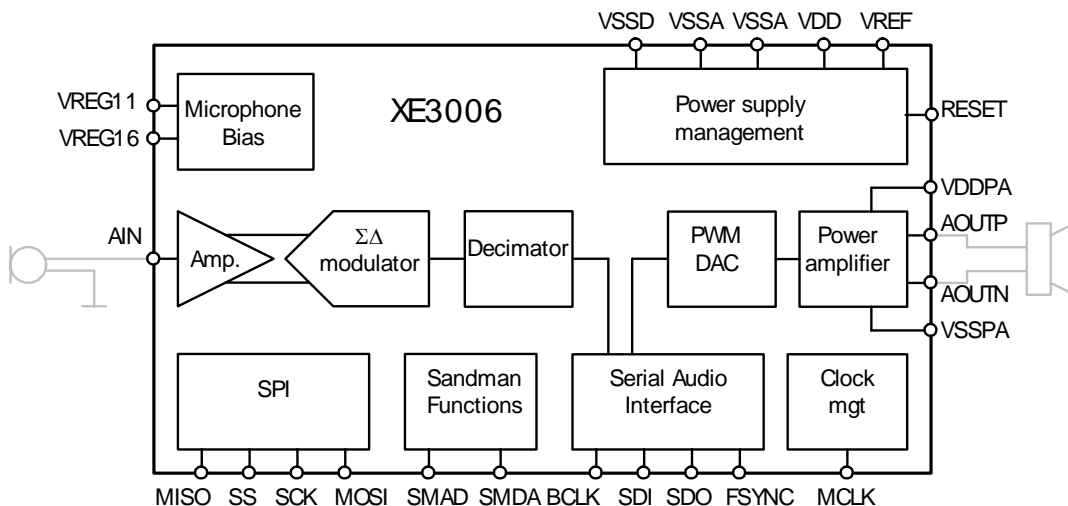 VSSD VSSA VSSA VDD VREF
VREG11
VREG16
Microphone
Bias
XE3006
Power supply
management
RESET
VDDPA
AIN
Amp.
ΣΔ
modulator
Decimator
PWM
DAC
Power
amplifier
AOUTP
AOUTN
VSSPA
SPI
Sandman
Functions
Serial Audio
Interface
Clock
mgt
MISO SS SCK MOSI SMAD SMDA BCLK SDI SDO FSYNC MCLK